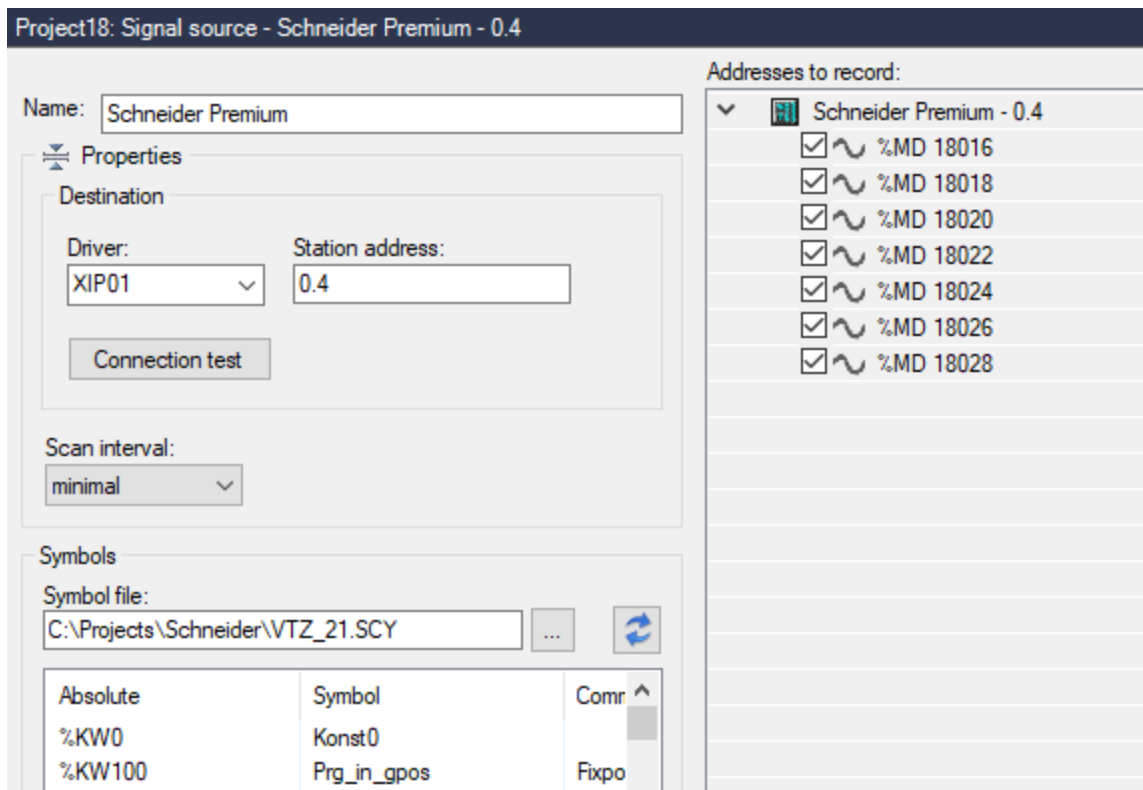 Project18: Signal source - Schneider Premium - 0.4
Name: Schneider Premium
Properties
Destination
Driver: Station address:
XIP01 0.4
Connection test
Scan interval:
minimal
Symbols
Symbol file:
C:\Projects\Schneider\VTZ_21.SCY ...
Absolute Symbol Comr
%KW0 Konst0
%KW100 Prg_in_gpos Fixpo
Addresses to record:
Schneider Premium - 0.4
%MD 18016
%MD 18018
%MD 18020
%MD 18022
%MD 18024
%MD 18026
%MD 18028